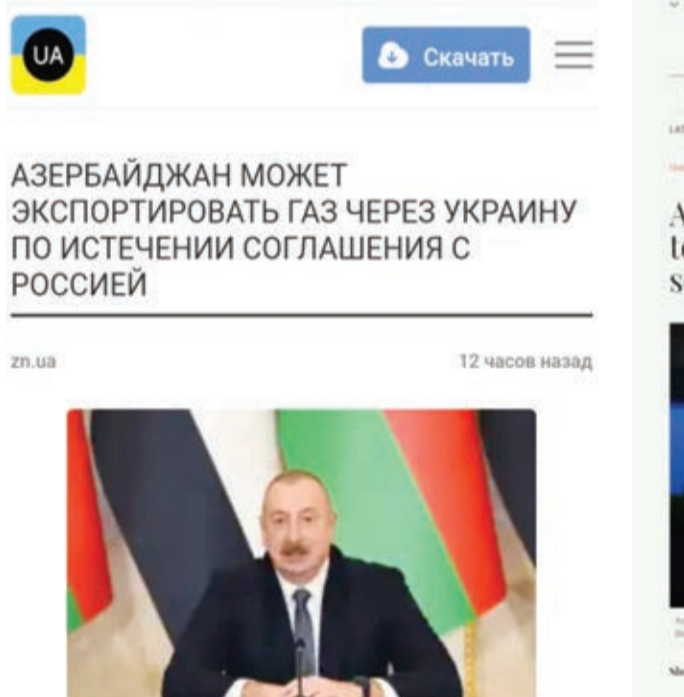 UA
Скачать
АЗЕРБАЙДЖАН МОЖЕТ
ЭКСПОРТИРОВАТЬ ГАЗ ЧЕРЕЗ УКРАИНУ
ПО ИСТЕЧЕНИИ СОГЛАШЕНИЯ С
РОССИЕЙ
zn.ua
12 часов назад